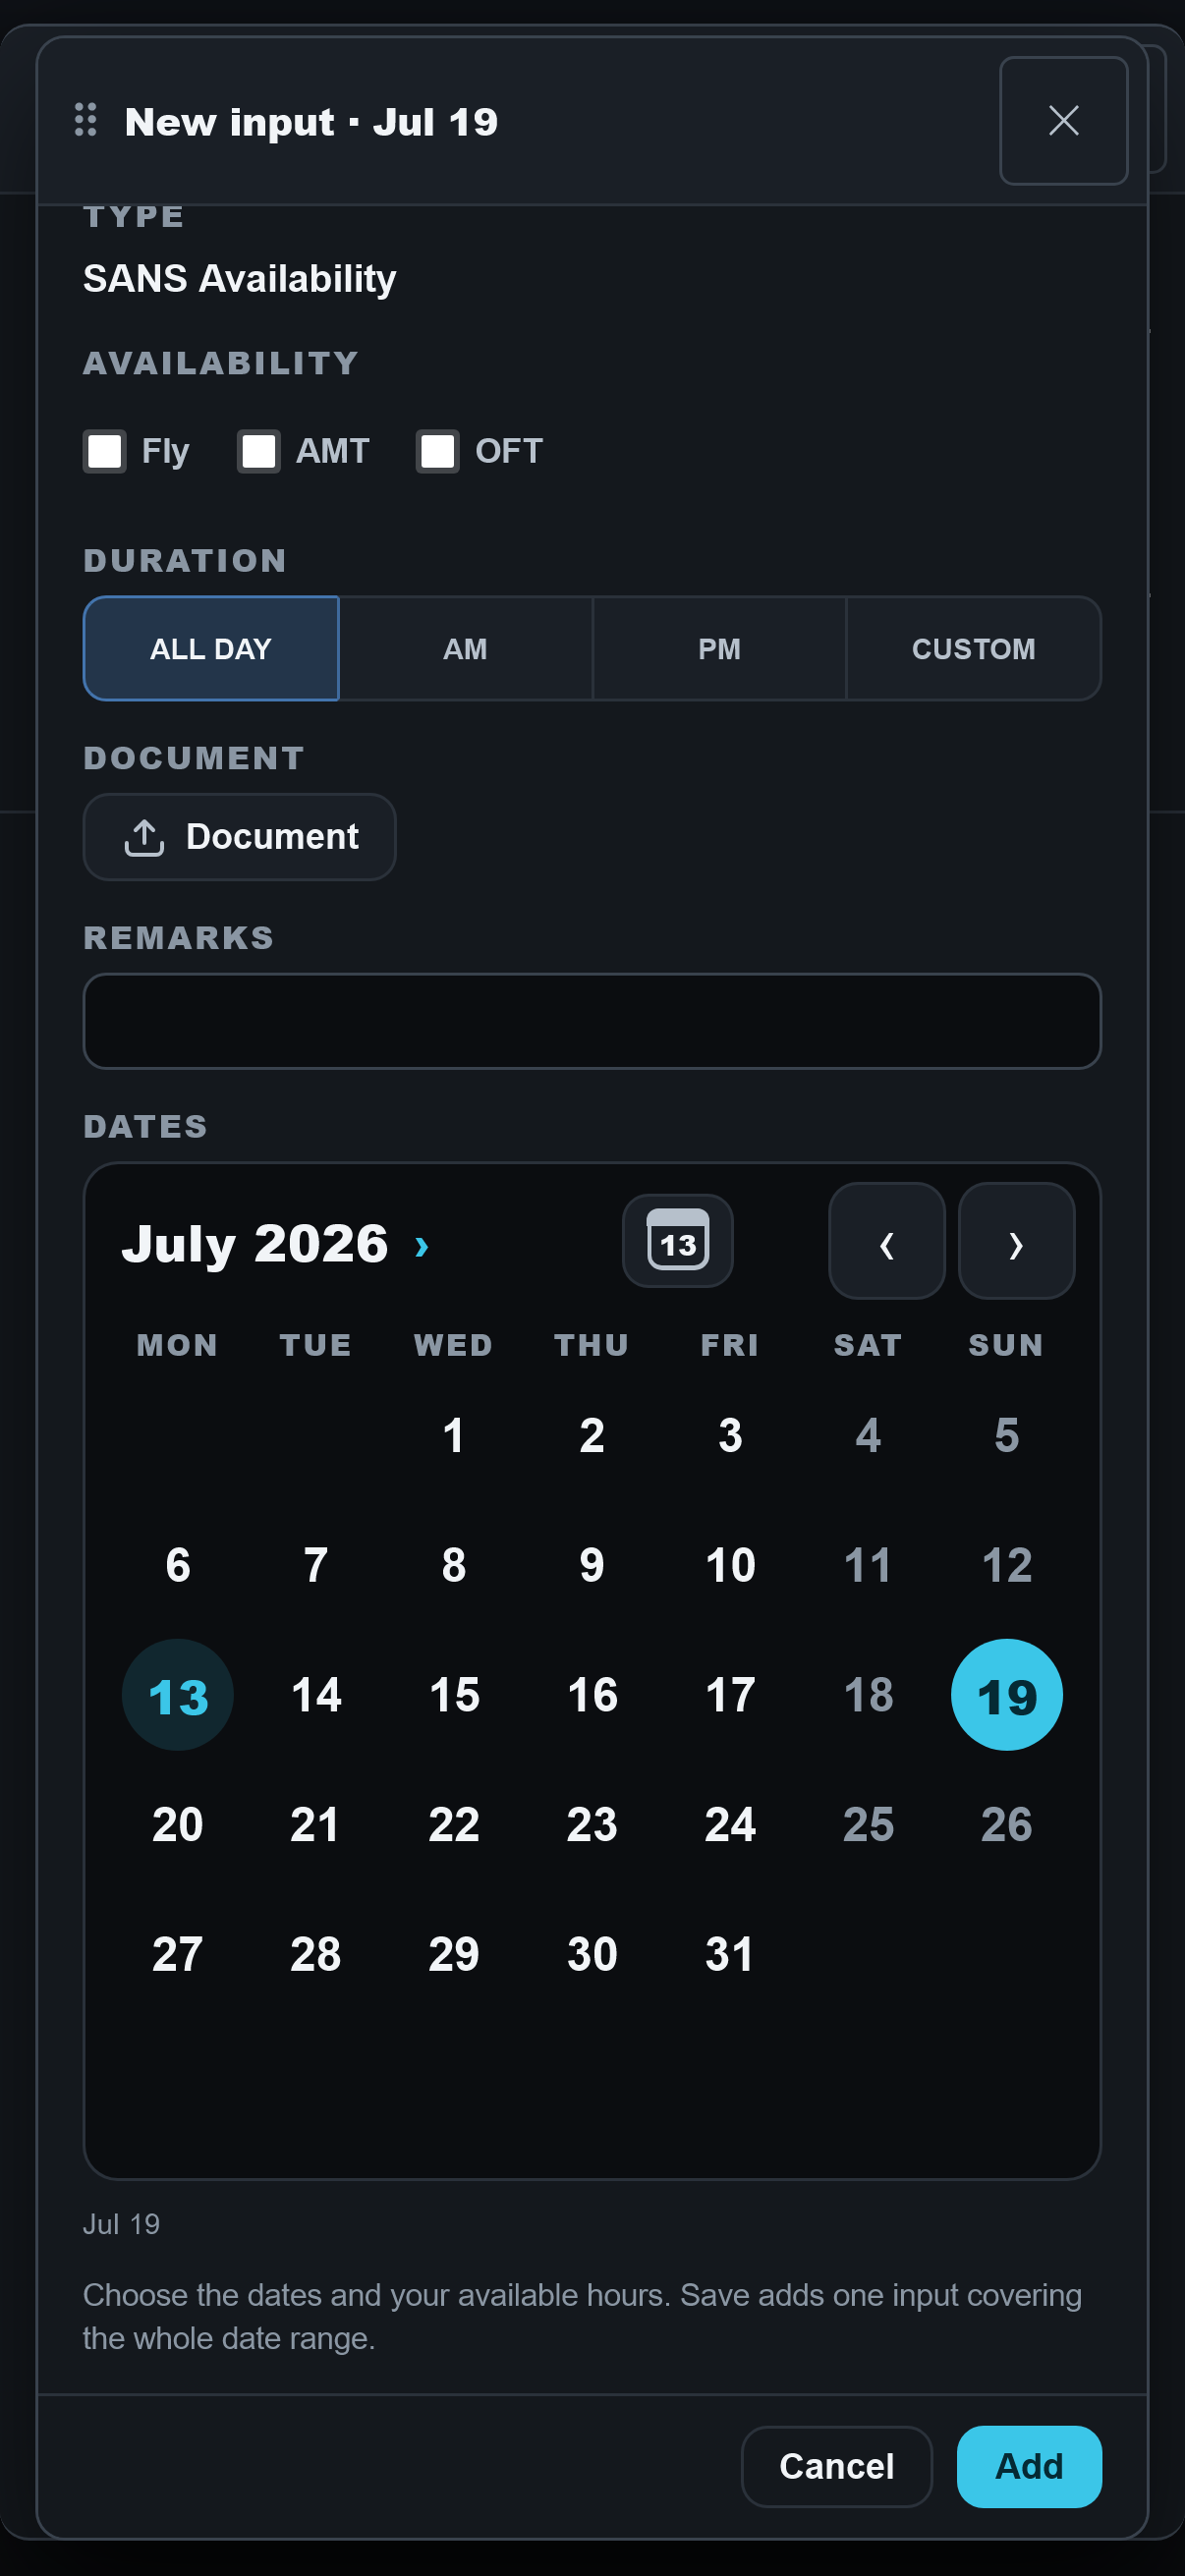 New input · Jul 19
TYPE
SANS Availability
AVAILABILITY
Fly AMT OFT
DURATION
ALL DAY AM PM CUSTOM
DOCUMENT
Document
REMARKS
DATES
July 2026 › 13 ‹ ›
MON TUE WED THU FRI SAT SUN
1 2 3 4 5
6 7 8 9 10 11 12
13 14 15 16 17 18 19
20 21 22 23 24 25 26
27 28 29 30 31
Jul 19
Choose the dates and your available hours. Save adds one input covering
the whole date range.
Cancel Add